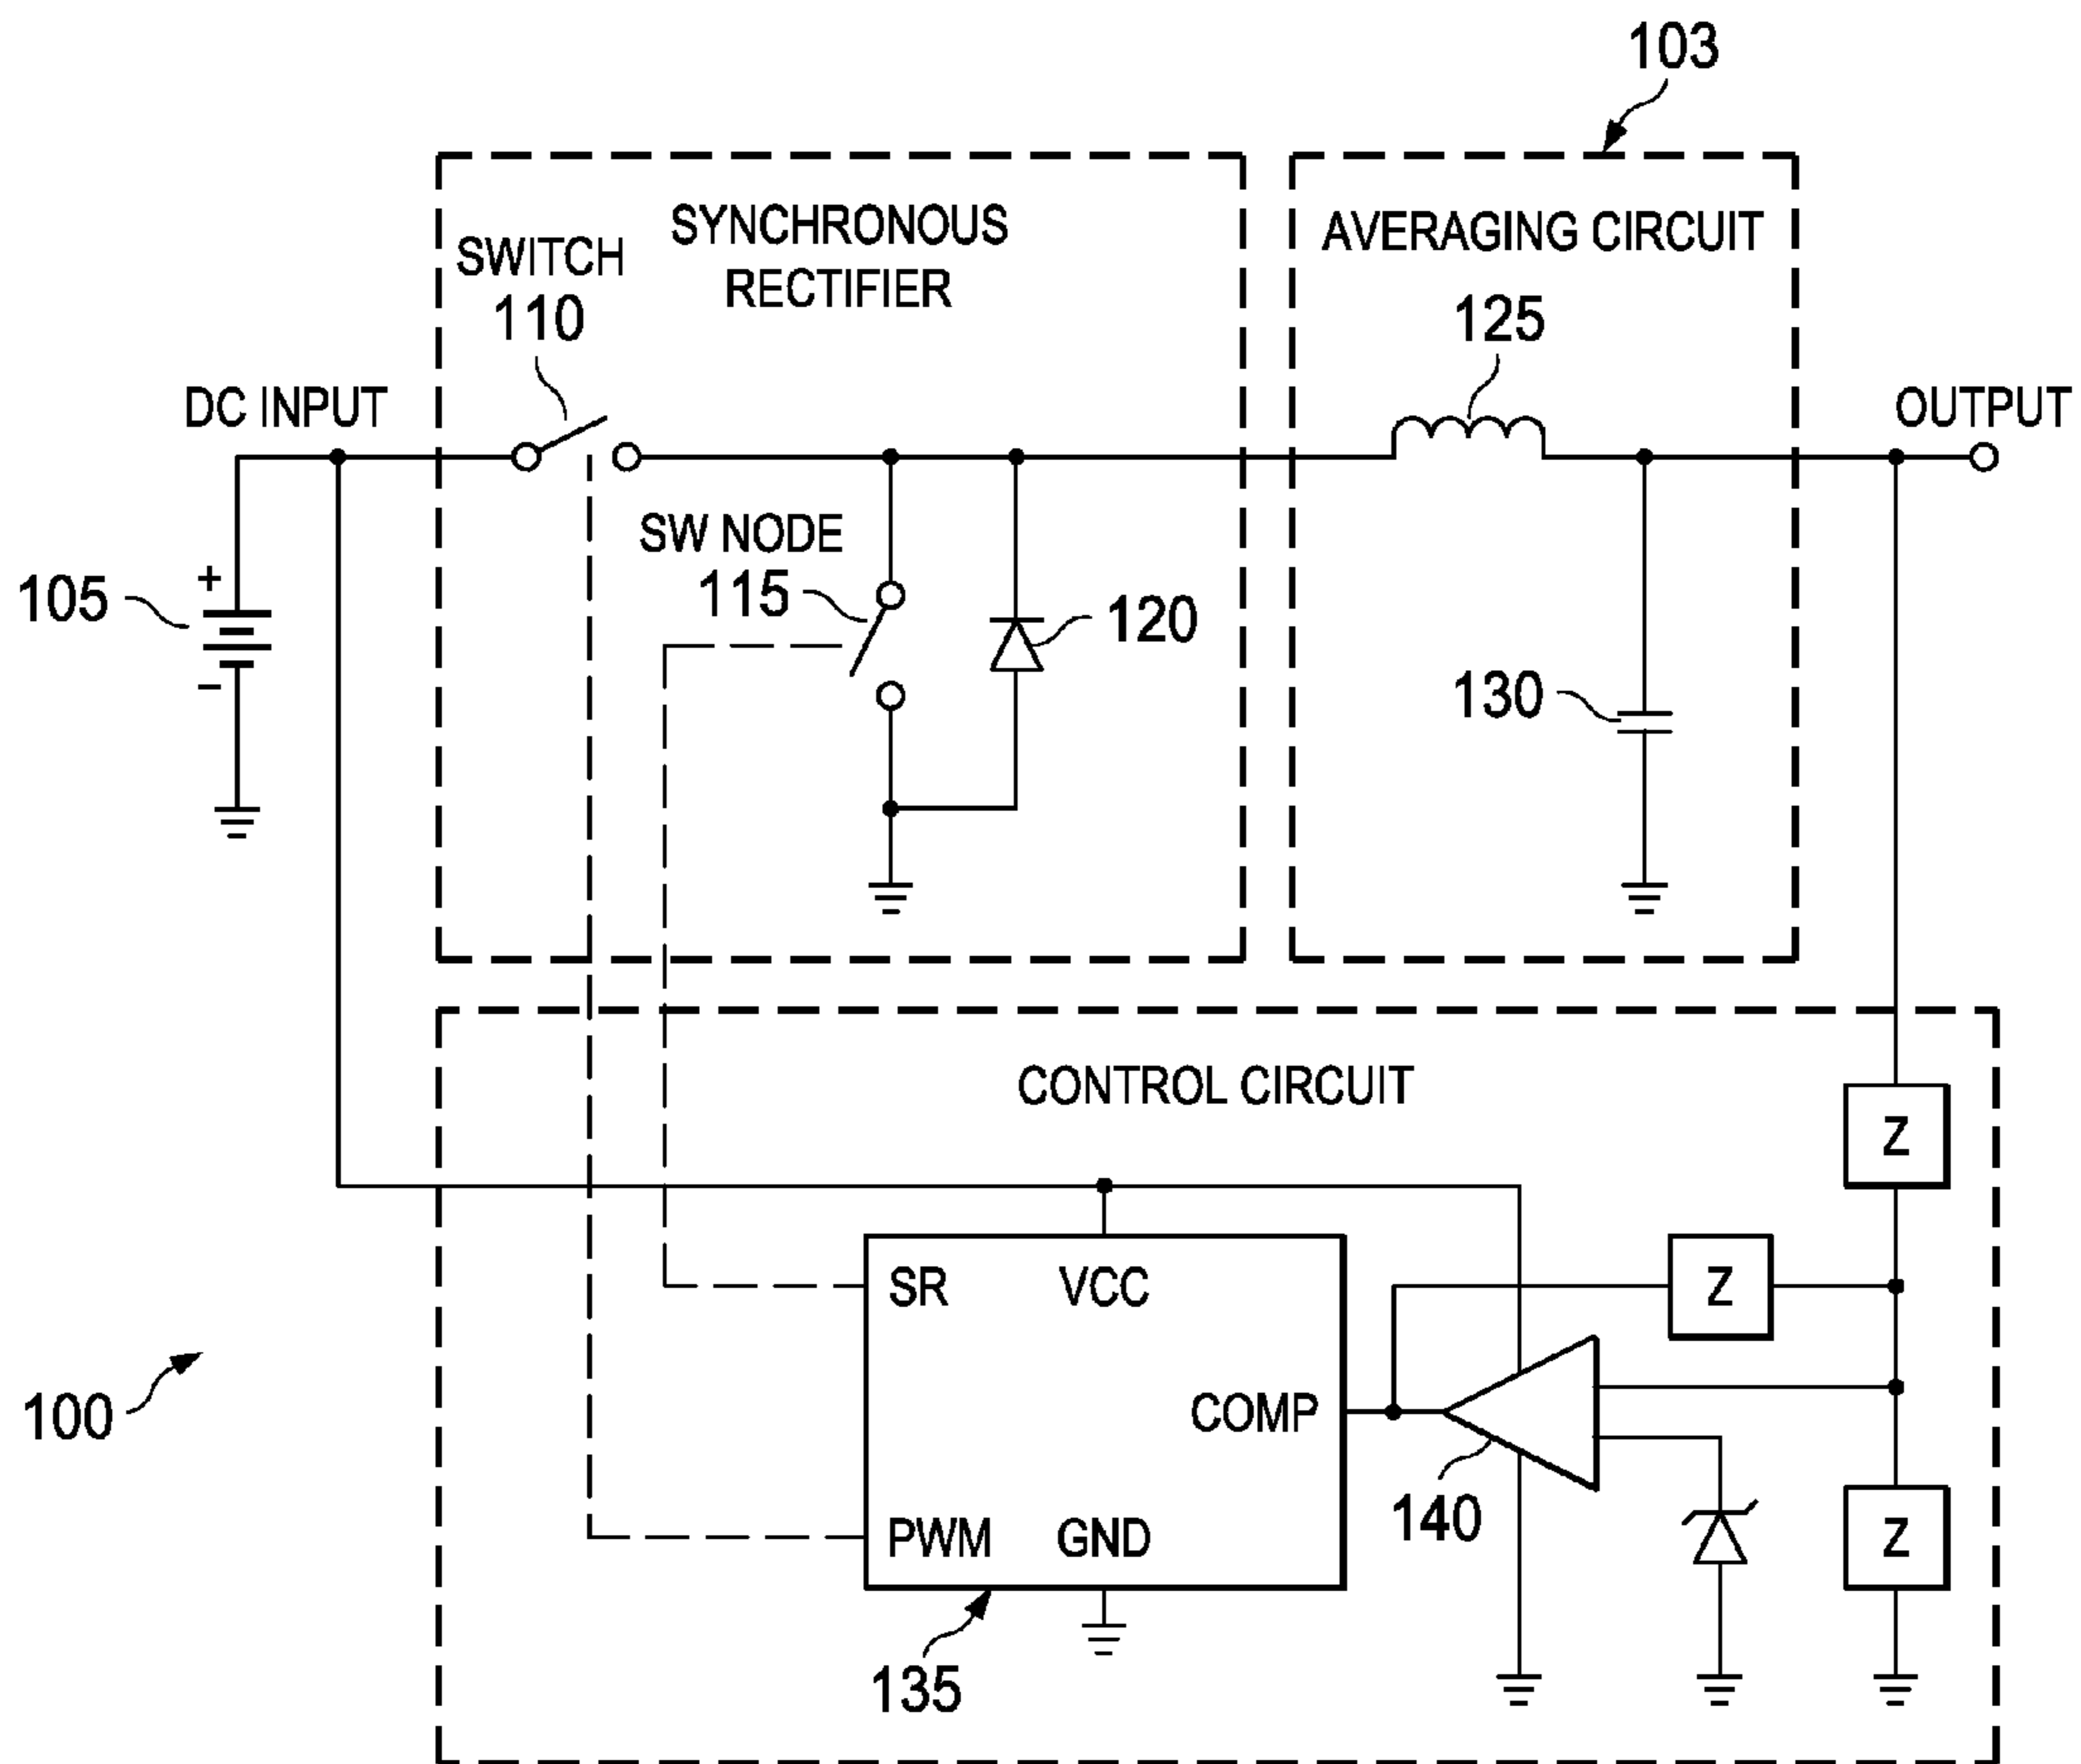 103
SYNCHRONOUS
RECTIFIER
AVERAGING CIRCUIT
SWITCH
110
125
DC INPUT
OUTPUT
SW NODE
115
+
105
120
−
130
CONTROL CIRCUIT
Z
SR
VCC
Z
100
COMP
140
PWM
GND
Z
135